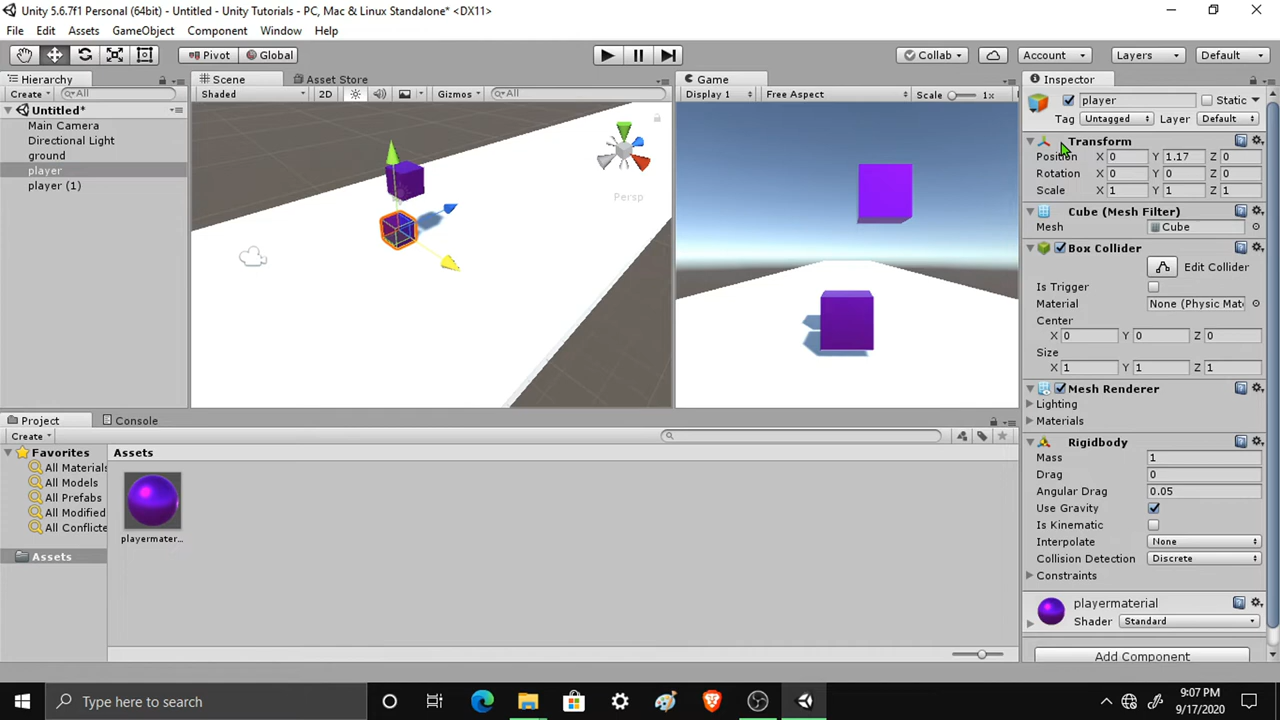 Unity 5.6.7f1 Personal (64bit) - Untitled - Unity Tutorials - PC, Mac & Linux Standalone* <DX11>
File Edit Assets GameObject Component Window Help
Pivot Global Collab Account Layers Default
Hierarchy
Create All
Untitled*
Main Camera
Directional Light
ground
player
player (1)
Scene Asset Store
Shaded 2D Gizmos All
Persp
Game
Display 1 Free Aspect Scale 1x
Inspector
player Static
Tag Untagged Layer Default
Transform
Position X 0 Y 1.17 Z 0
Rotation X 0 Y 0 Z 0
Scale X 1 Y 1 Z 1
Cube (Mesh Filter)
Mesh Cube
Box Collider
Edit Collider
Is Trigger
Material None (Physic Mat
Center
X 0 Y 0 Z 0
Size
X 1 Y 1 Z 1
Mesh Renderer
Lighting
Materials
Rigidbody
Mass 1
Drag 0
Angular Drag 0.05
Use Gravity
Is Kinematic
Interpolate None
Collision Detection Discrete
Constraints
playermaterial
Shader Standard
Add Component
Project Console
Create
Favorites
All Materials
All Models
All Prefabs
All Modified
All Conflicte
Assets
Assets
playermater...
Type here to search
9:07 PM
9/17/2020